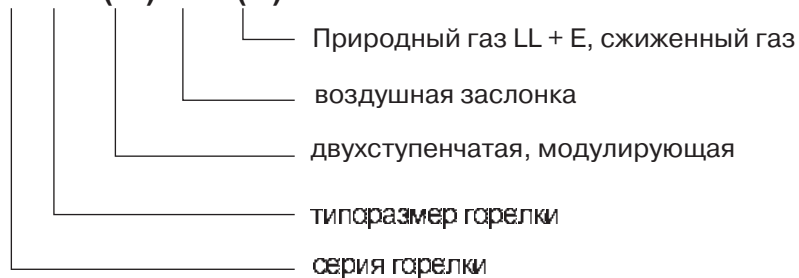 Природный газ LL + E, сжиженный газ
воздушная заслонка
двухступенчатая, модулирующая
типоразмер горелки
серия горелки